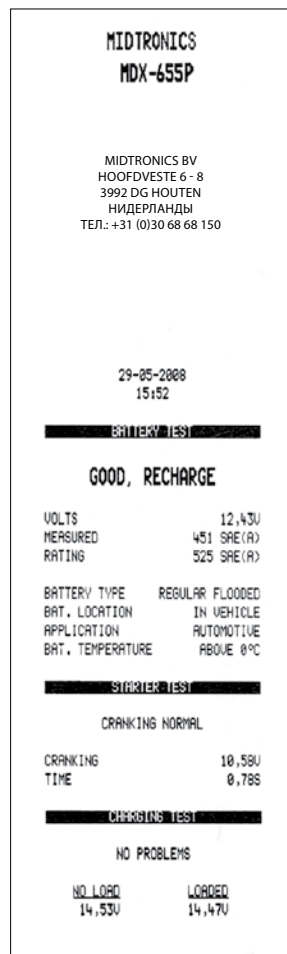 MIDTRONICS
MDX-655P
MIDTRONICS BV
HOOFDVESTE 6 - 8
3992 DG HOUTEN
НИДЕРЛАНДЫ
ТЕЛ.: +31 (0)30 68 68 150
29-05-2008
15:52
BATTERY TEST
GOOD, RECHARGE
VOLTS 12,43V
MEASURED 451 SAE(A)
RATING 525 SAE(A)
BATTERY TYPE REGULAR FLOODED
BAT. LOCATION IN VEHICLE
APPLICATION AUTOMOTIVE
BAT. TEMPERATURE ABOVE 0°C
STARTER TEST
CRANKING NORMAL
CRANKING 10,58V
TIME 0,78S
CHARGING TEST
NO PROBLEMS
NO LOAD LOADED
14,53V 14,47V